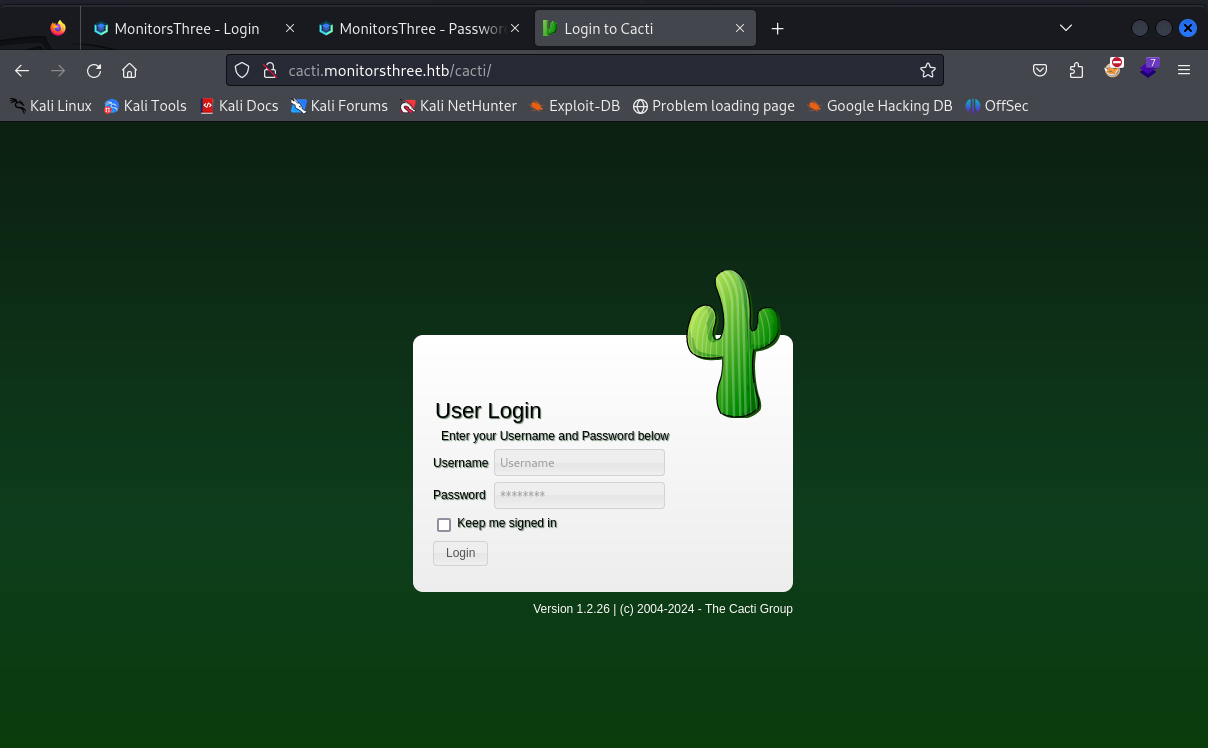 MonitorsThree - Login
MonitorsThree - Passwor
Login to Cacti
cacti.monitorsthree.htb/cacti/
7
Kali Linux Kali Tools Kali Docs Kali Forums Kali NetHunter Exploit-DB Problem loading page Google Hacking DB OffSec
User Login
Enter your Username and Password below
Username Username
Password ********
Keep me signed in
Login
Version 1.2.26 | (c) 2004-2024 - The Cacti Group